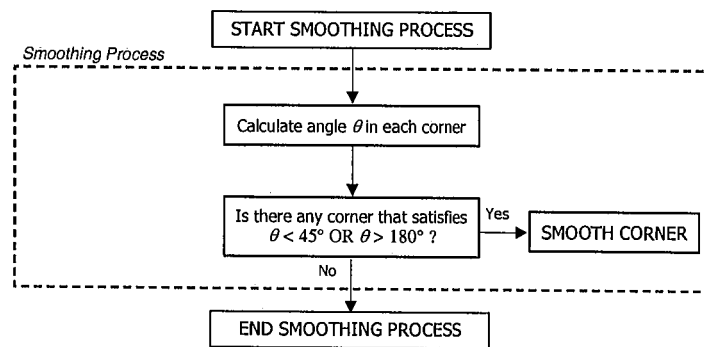 START SMOOTHING PROCESS
Smoothing Process
Calculate angle θ in each corner
Is there any corner that satisfies
θ < 45° OR θ > 180° ?
Yes
SMOOTH CORNER
No
END SMOOTHING PROCESS